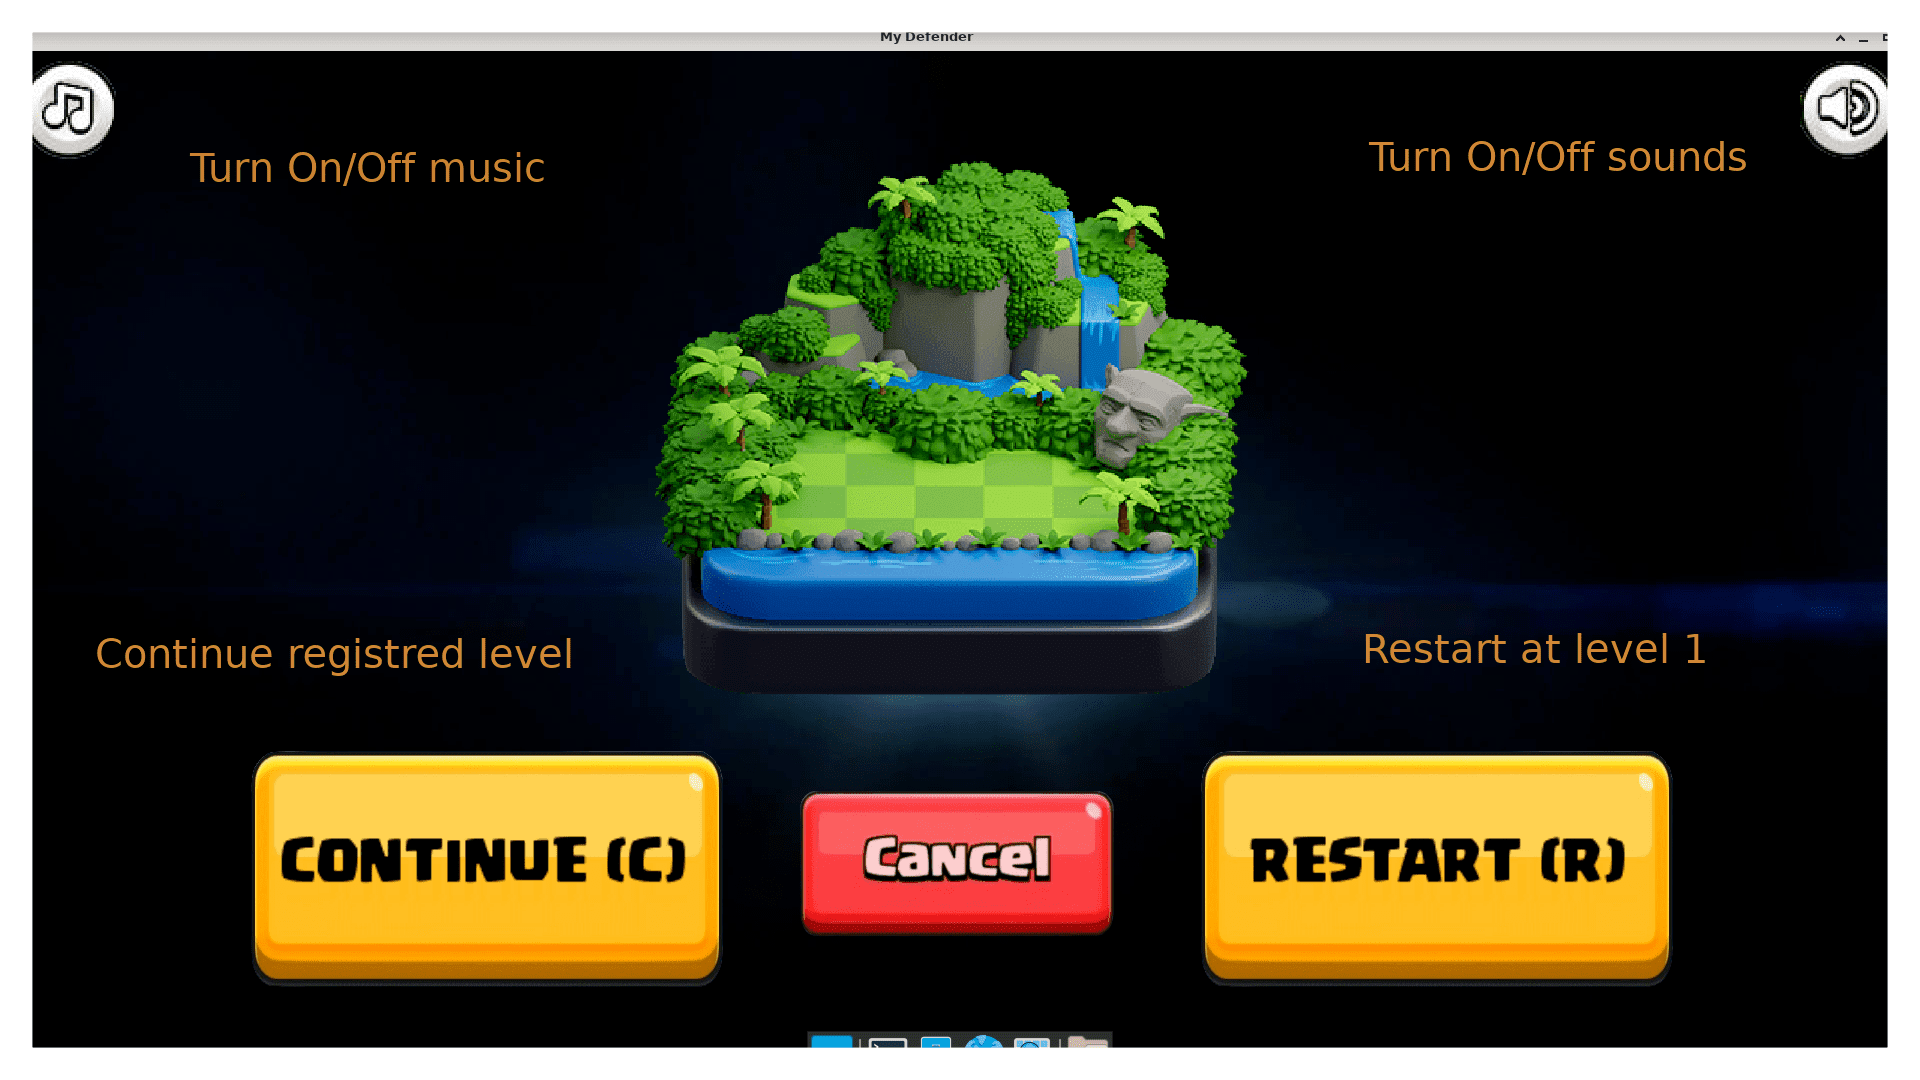 My Defender
Turn On/Off music
Turn On/Off sounds
Continue registred level
Restart at level 1
CONTINUE (C)
Cancel
RESTART (R)